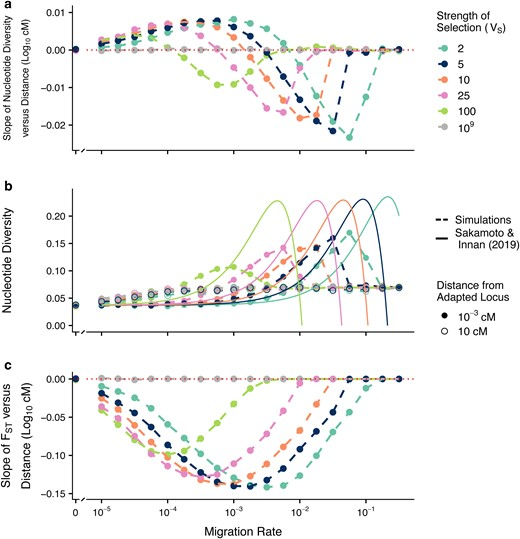 a
0.01
0.00
−0.01
−0.02
Slope of Nucleotide Diversity
versus Distance (Log₁₀ cM)
Strength of
Selection (V_S)
2
5
10
25
100
10⁹
b
0.20
0.15
0.10
0.05
0.00
Nucleotide Diversity
Simulations
Sakamoto &
Innan (2019)
Distance from
Adapted Locus
10⁻³ cM
10 cM
c
0.00
−0.05
−0.10
−0.15
Slope of F_ST versus
Distance (Log₁₀ cM)
0
10⁻⁵
10⁻⁴
10⁻³
10⁻²
10⁻¹
Migration Rate